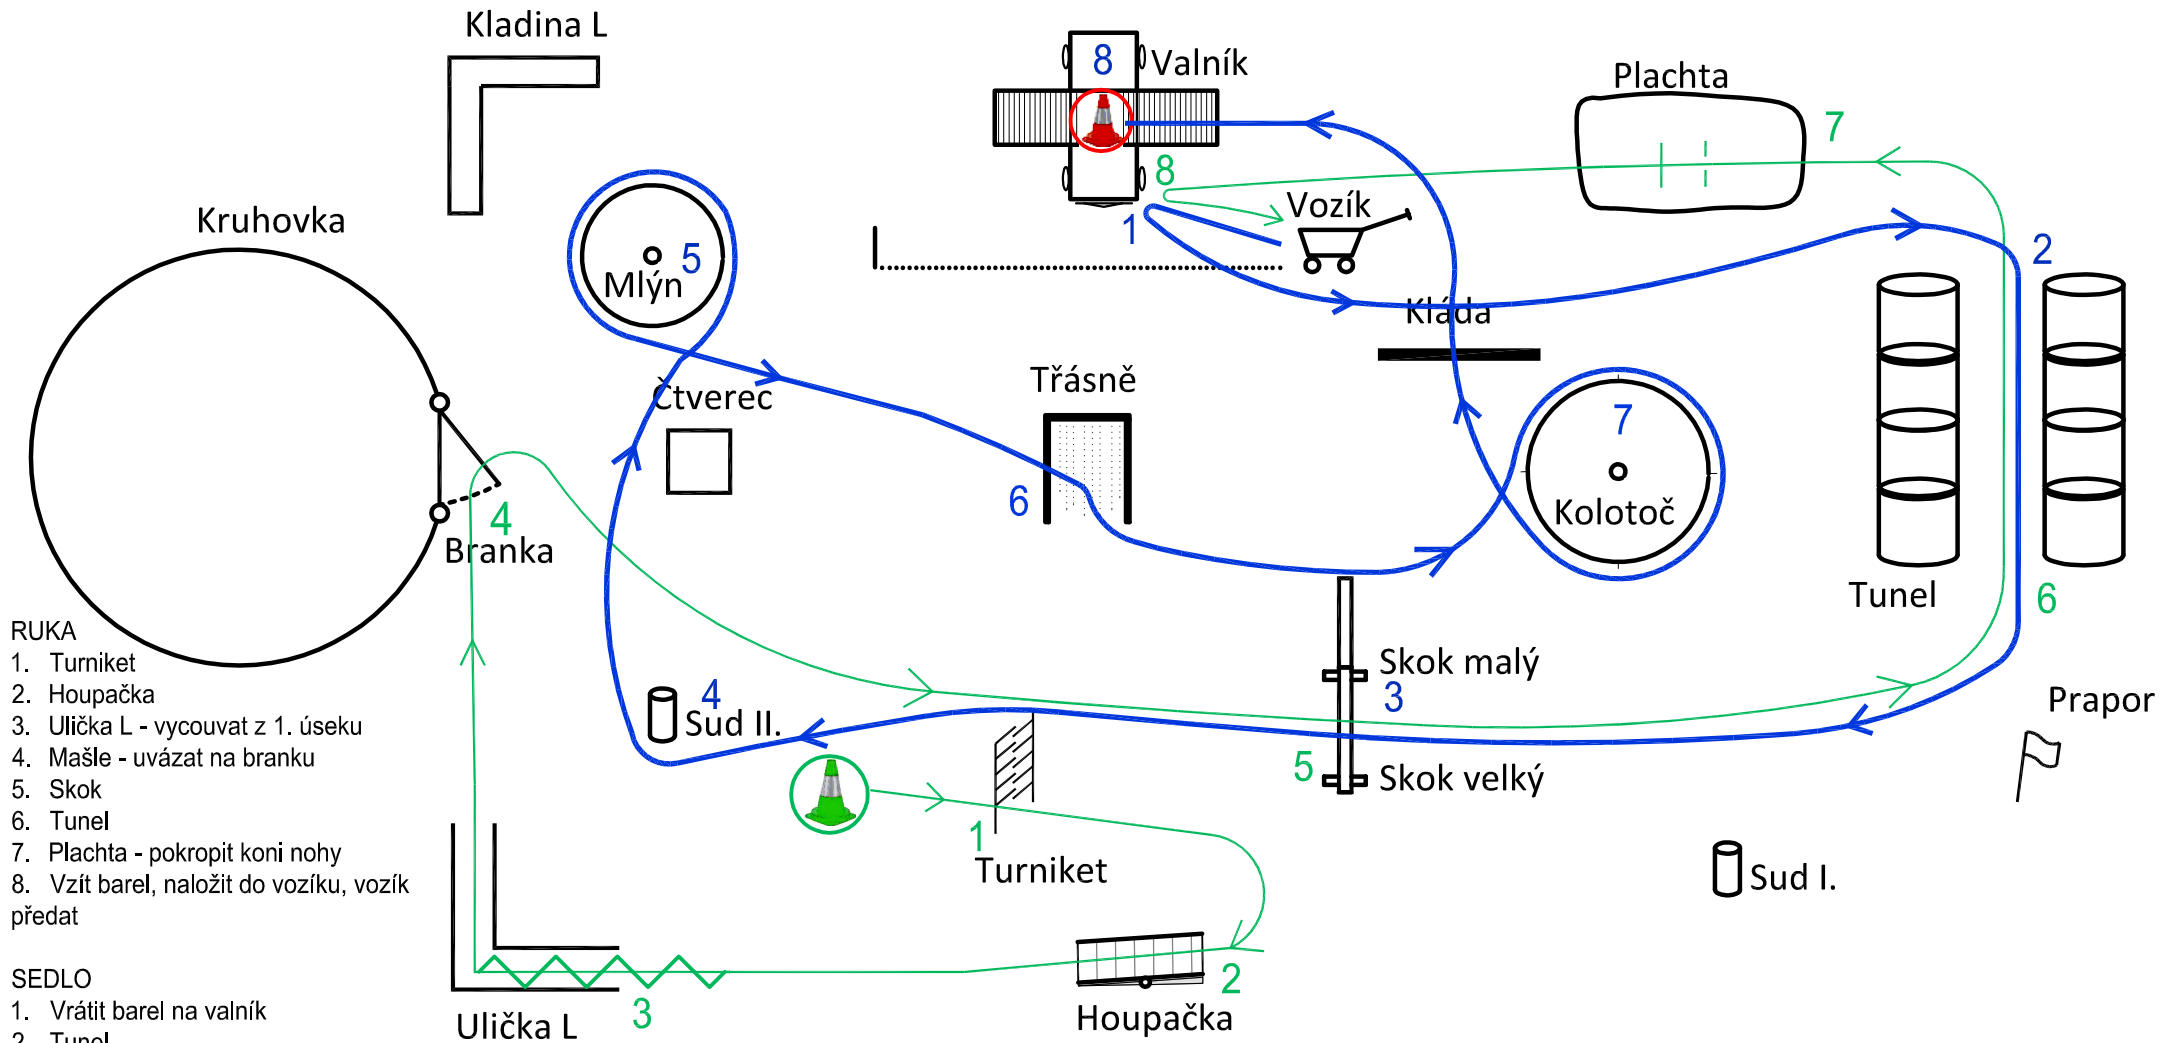 Kladina L
8
Valník
Plachta
7
8
Kruhovka
Vozík
1
2
5
Mlýn
Kláda
Čtverec
Třásně
7
6
Kolotoč
4
Branka
Tunel
6
RUKA
1. Turniket
2. Houpačka
3. Ulička L - vycouvat z 1. úseku
4. Mašle - uvázat na branku
5. Skok
6. Tunel
7. Plachta - pokropit koni nohy
8. Vzít barel, naložit do vozíku, vozík
předat
Skok malý
3
4
Sud II.
Prapor
5
Skok velký
1
Turniket
Sud I.
SEDLO
1. Vrátit barel na valník
2. Tunel
2
3
Houpačka
Ulička L